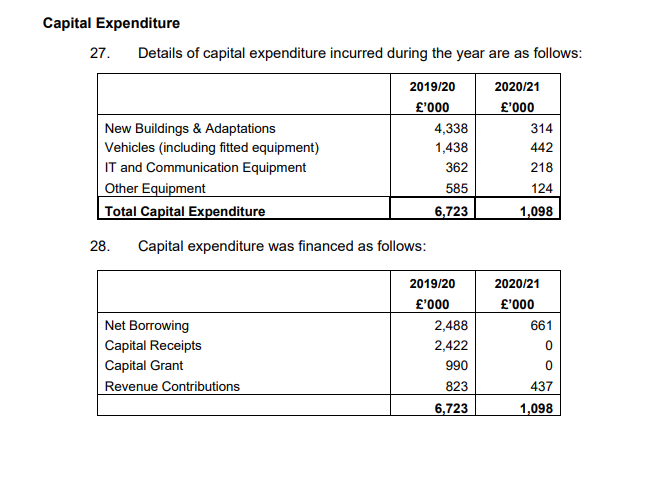 Capital Expenditure
27. Details of capital expenditure incurred during the year are as follows:
2019/20 2020/21
£'000 £'000
New Buildings & Adaptations 4,338 314
Vehicles (including fitted equipment) 1,438 442
IT and Communication Equipment 362 218
Other Equipment 585 124
Total Capital Expenditure 6,723 1,098
28. Capital expenditure was financed as follows:
2019/20 2020/21
£'000 £'000
Net Borrowing 2,488 661
Capital Receipts 2,422 0
Capital Grant 990 0
Revenue Contributions 823 437
6,723 1,098